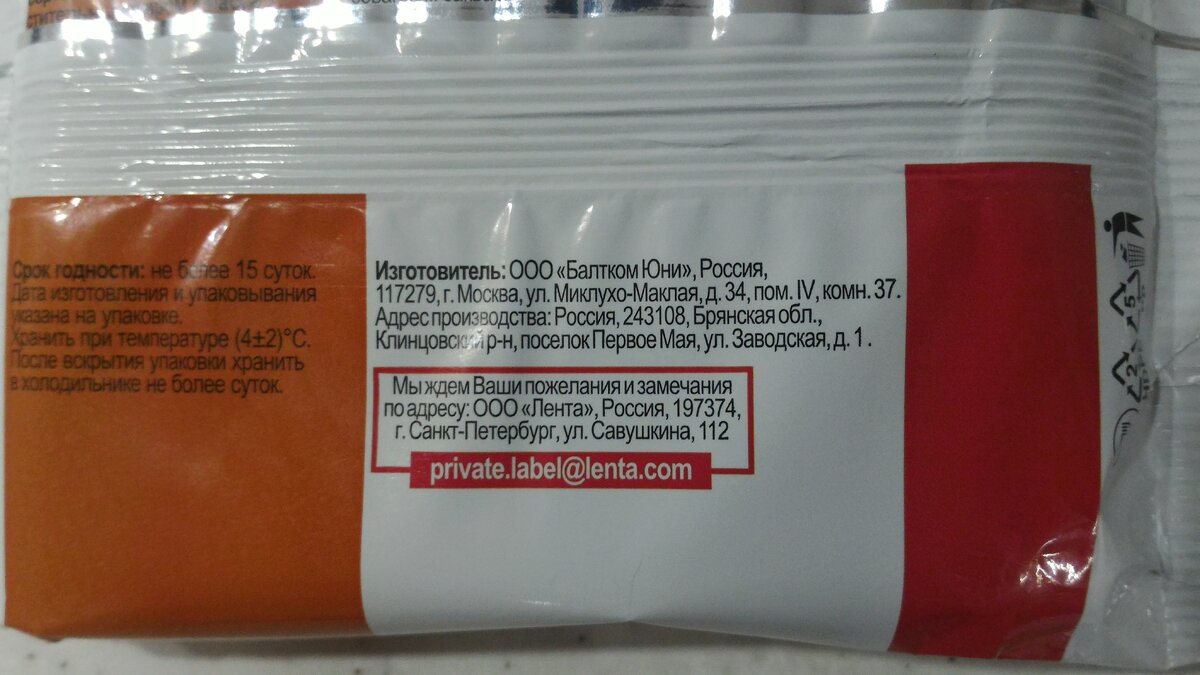 Срок годности: не более 15 суток.
Дата изготовления и упаковывания
указана на упаковке.
Хранить при температуре (4±2)°С.
После вскрытия упаковки хранить
в холодильнике не более суток.
Изготовитель: ООО «Балтком Юни», Россия,
117279, г. Москва, ул. Миклухо-Маклая, д. 34, пом. IV, комн. 37.
Адрес производства: Россия, 243108, Брянская обл.,
Клинцовский р-н, поселок Первое Мая, ул. Заводская, д. 1 .
Мы ждем Ваши пожелания и замечания
по адресу: ООО «Лента», Россия, 197374,
г. Санкт-Петербург, ул. Савушкина, 112
private.label@lenta.com
5
2